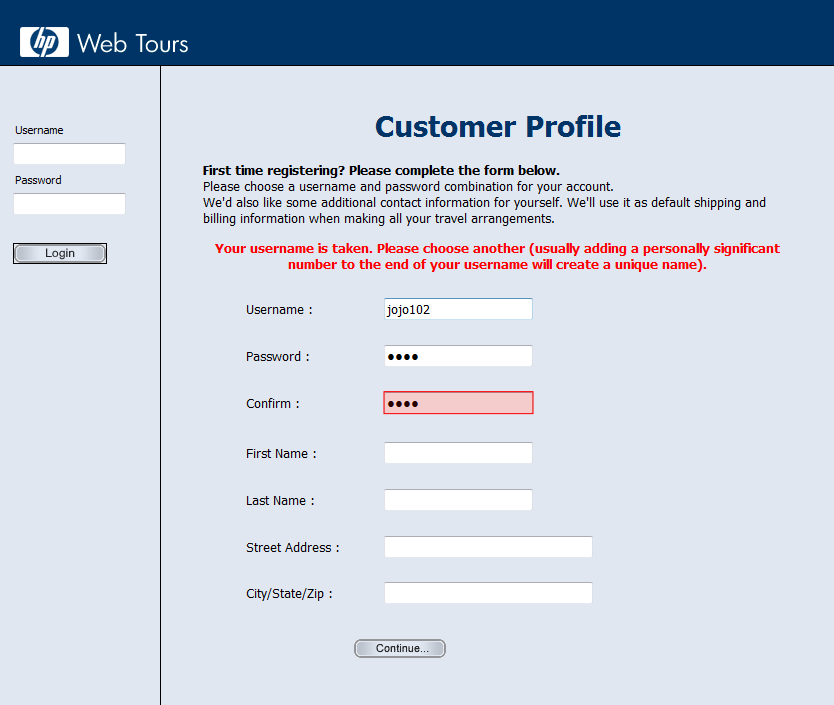 hp Web Tours
Username
Password
Login
Customer Profile
First time registering? Please complete the form below.
Please choose a username and password combination for your account.
We'd also like some additional contact information for yourself. We'll use it as default shipping and
billing information when making all your travel arrangements.
Your username is taken. Please choose another (usually adding a personally significant
number to the end of your username will create a unique name).
Username : jojo102
Password : ●●●●
Confirm : ●●●●
First Name :
Last Name :
Street Address :
City/State/Zip :
Continue...